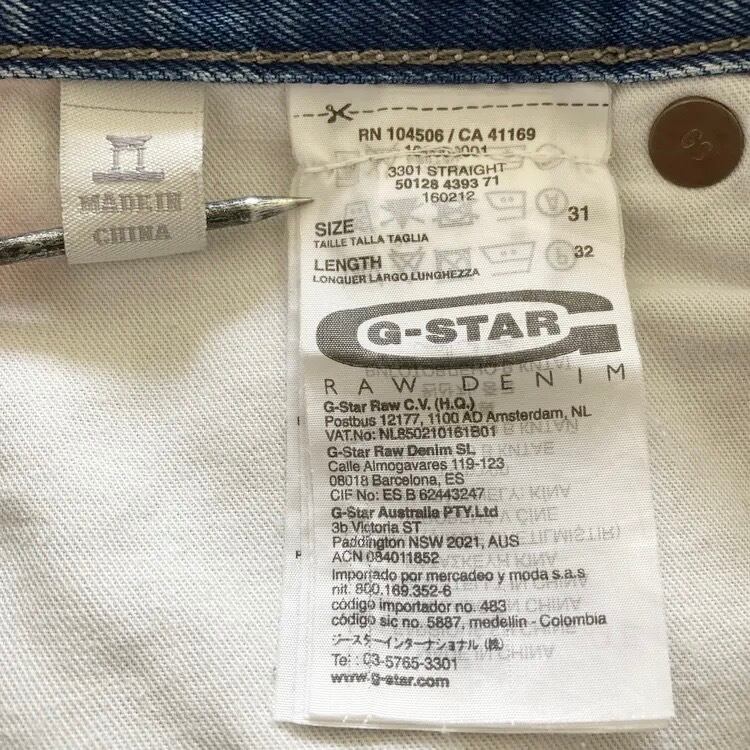 MADE IN
CHINA
RN 104506 / CA 41169
3301 STRAIGHT
50128 4393 71
160212
SIZE 31
TAILLE TALLA TAGLIA
LENGTH 32
LONGUER LARGO LUNGHEZZA
G-STAR
RAW DENIM
G-Star Raw C.V. (H.Q.)
Postbus 12177, 1100 AD Amsterdam, NL
VAT.No: NL850210161B01
G-Star Raw Denim SL
Calle Almogavares 119-123
08018 Barcelona, ES
CIF No: ES B 62443247
G-Star Australia PTY.Ltd
3b Victoria ST
Paddington NSW 2021, AUS
ACN 084011852
Importado por mercadeo y moda s.a.s
nit. 800.169.352-6
código importador no. 483
código sic no. 5887, medellin - Colombia
ジースターインターナショナル (株)
Tel: 03-5765-3301
www.g-star.com